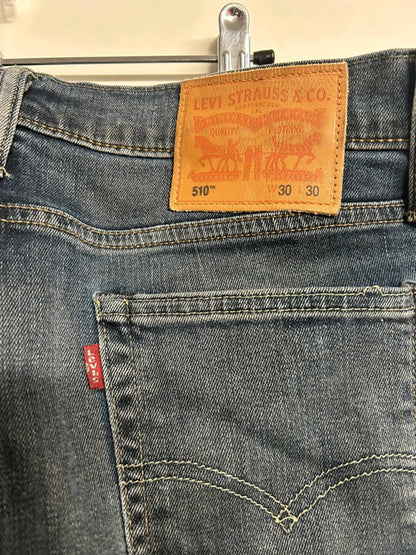 LEVI STRAUSS & CO.
QUALITY CLOTHING
510™ W 30 L 30
Levi's